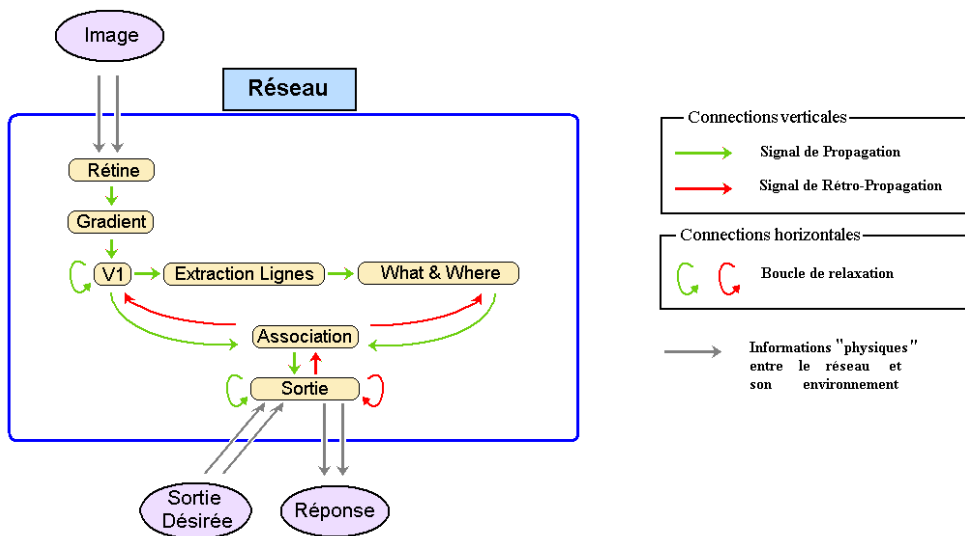 Image
Réseau
Rétine
Gradient
V1
Extraction Lignes
What & Where
Association
Sortie
Sortie
Désirée
Réponse
Connections verticales
Signal de Propagation
Signal de Rétro-Propagation
Connections horizontales
Boucle de relaxation
Informations "physiques"
entre le réseau et
son environnement